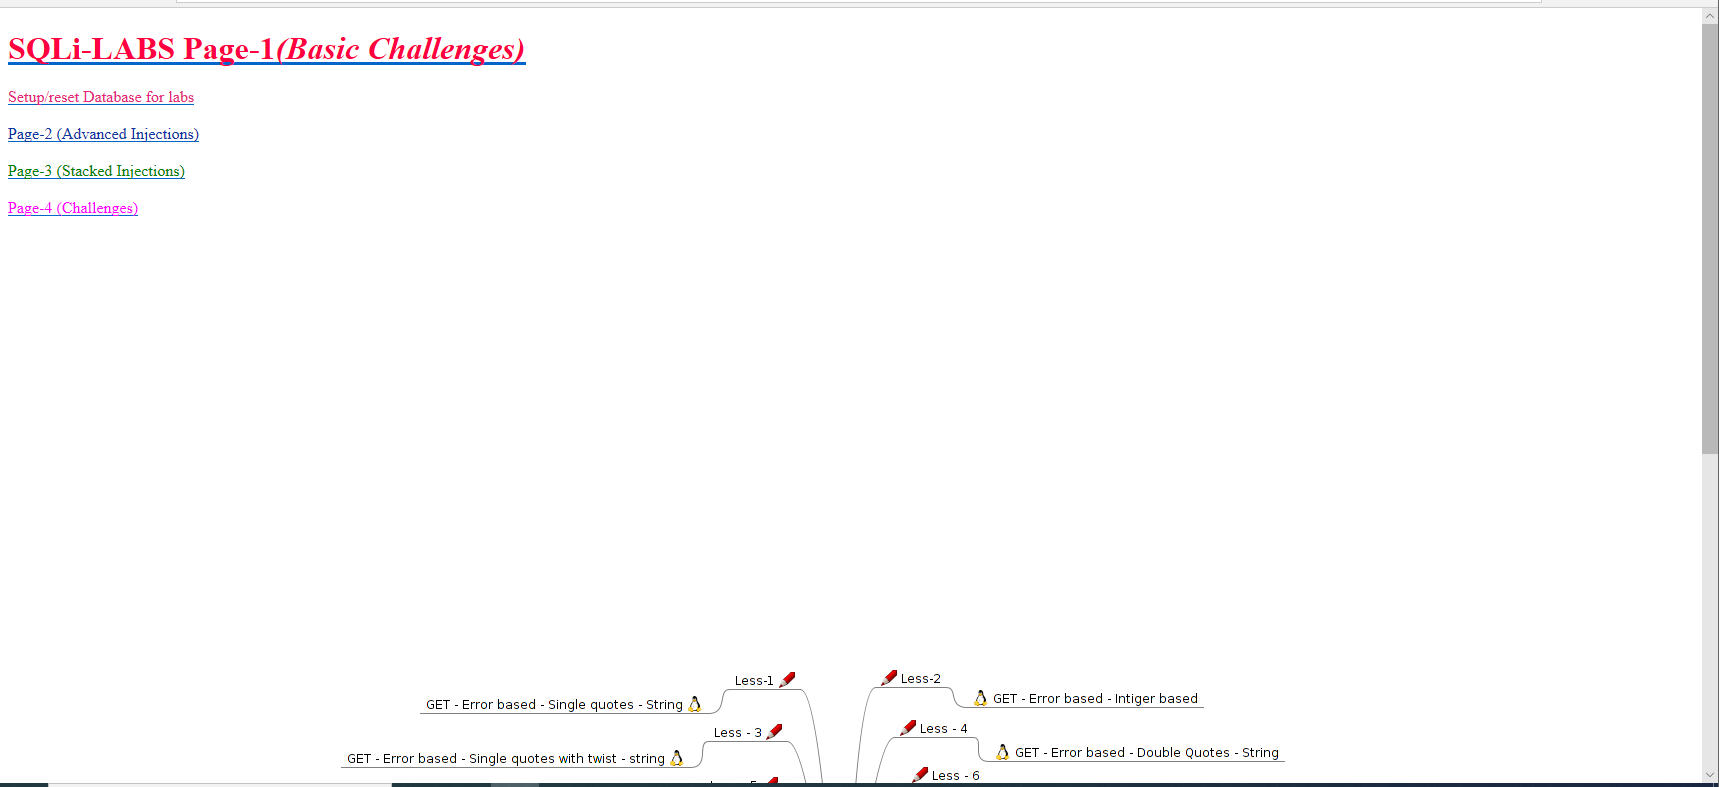 SQLi-LABS Page-1(Basic Challenges)
Setup/reset Database for labs
Page-2 (Advanced Injections)
Page-3 (Stacked Injections)
Page-4 (Challenges)
Less-1
GET - Error based - Single quotes - String
Less-2
GET - Error based - Intiger based
Less - 3
GET - Error based - Single quotes with twist - string
Less - 4
GET - Error based - Double Quotes - String
Less - 6